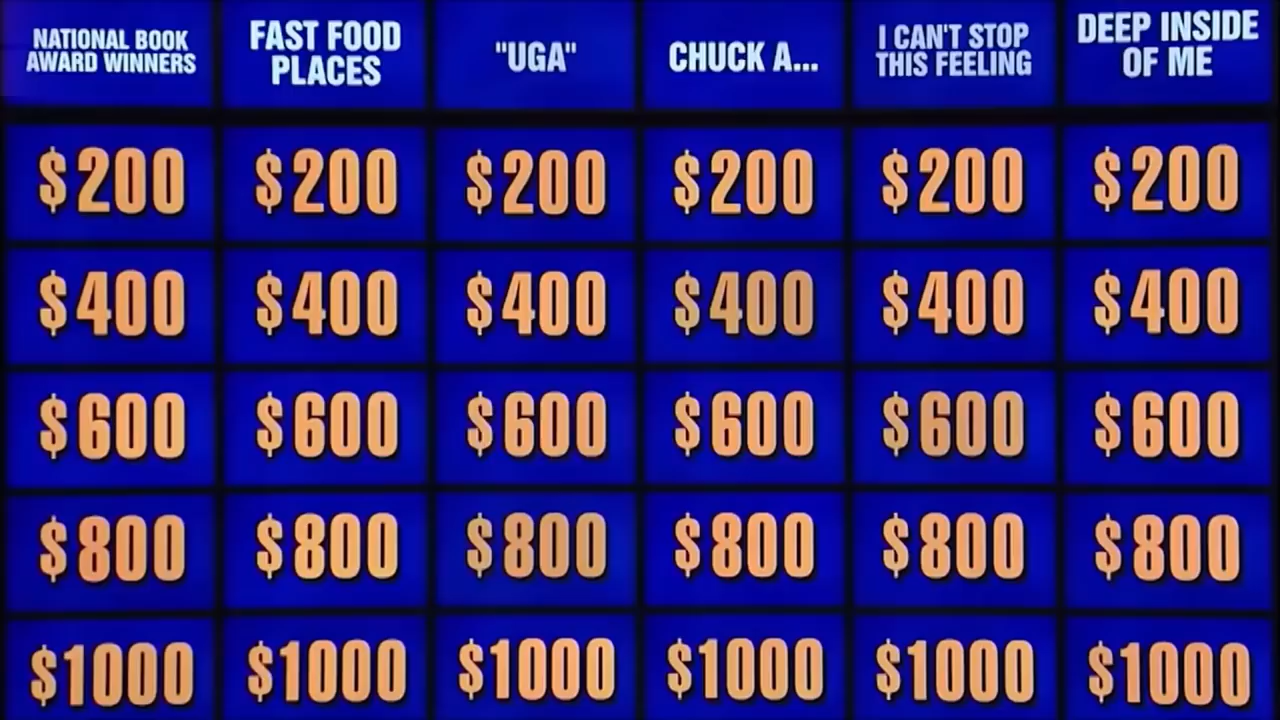 NATIONAL BOOK
AWARD WINNERS
FAST FOOD
PLACES
"UGA"
CHUCK A...
I CAN'T STOP
THIS FEELING
DEEP INSIDE
OF ME
$200 $200 $200 $200 $200 $200
$400 $400 $400 $400 $400 $400
$600 $600 $600 $600 $600 $600
$800 $800 $800 $800 $800 $800
$1000 $1000 $1000 $1000 $1000 $1000